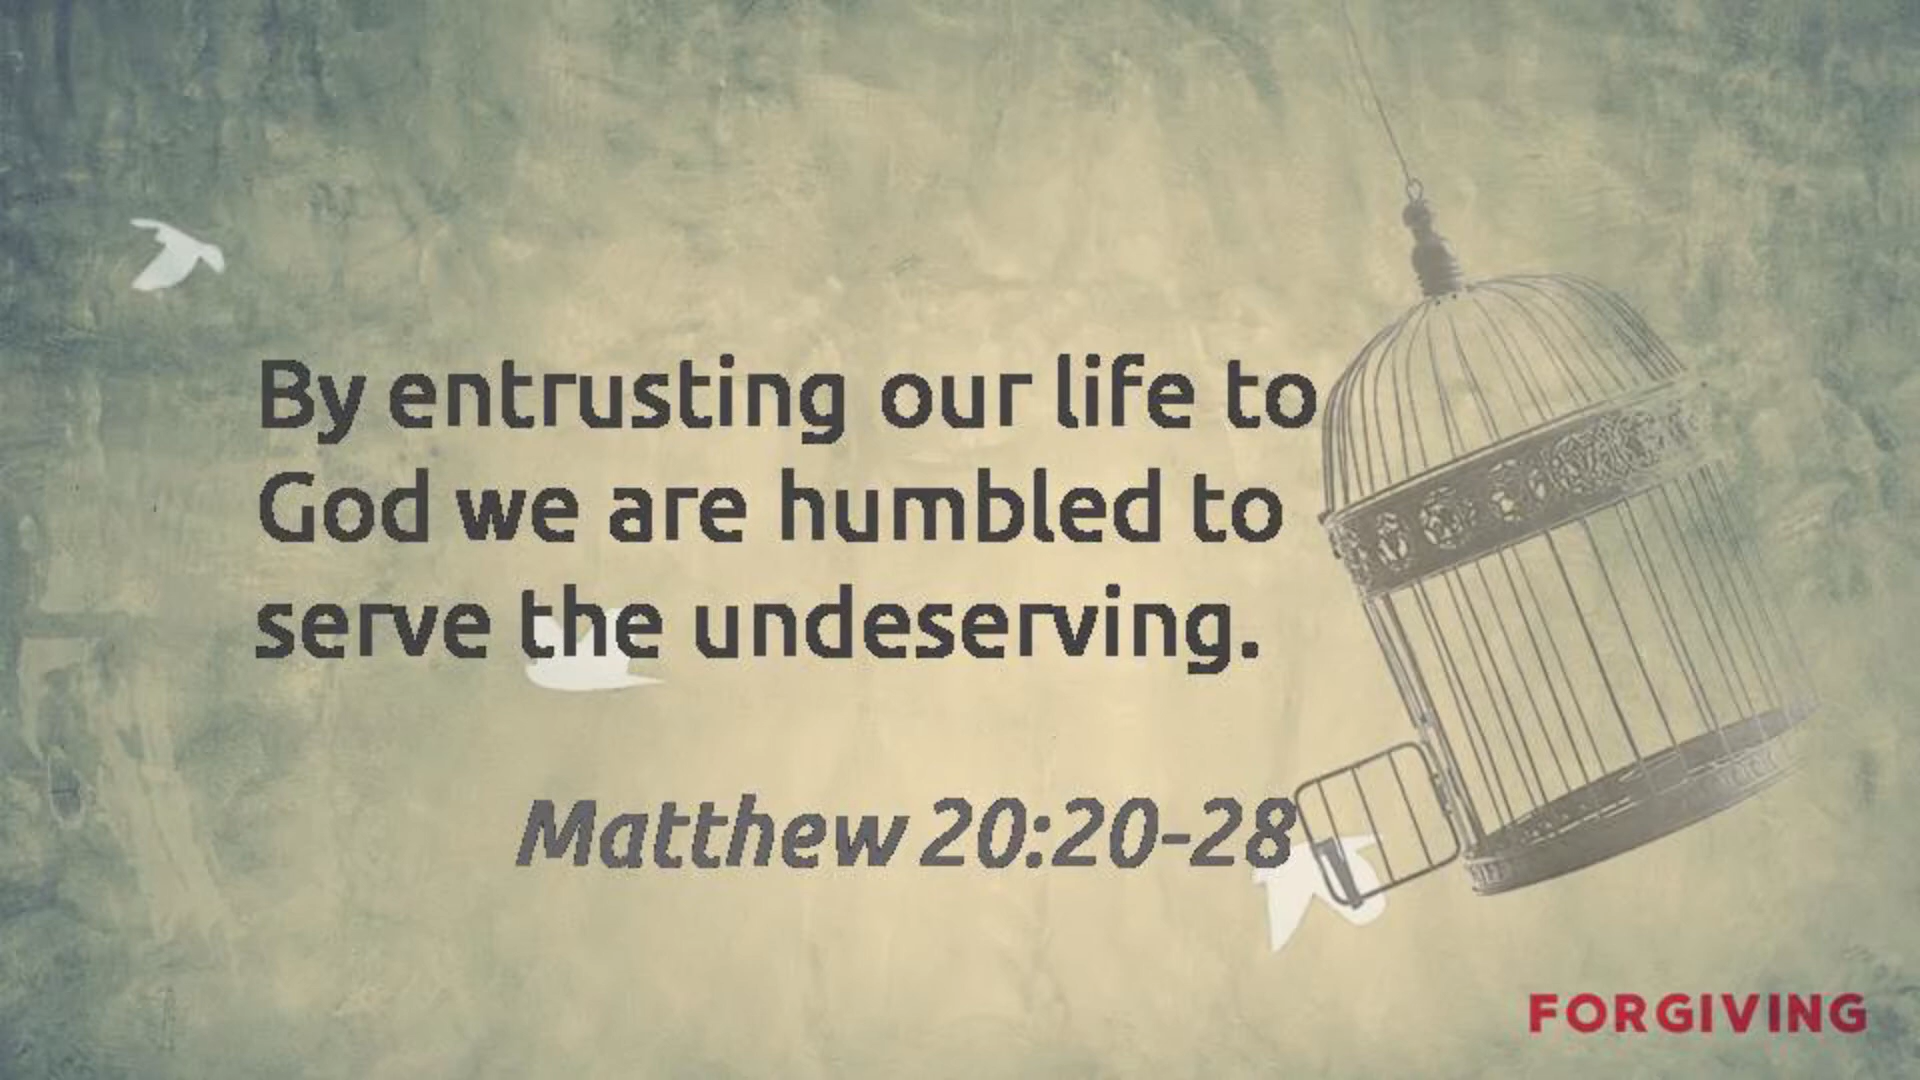 By entrusting our life to
God we are humbled to
serve the undeserving.
Matthew 20:20-28
FORGIVING